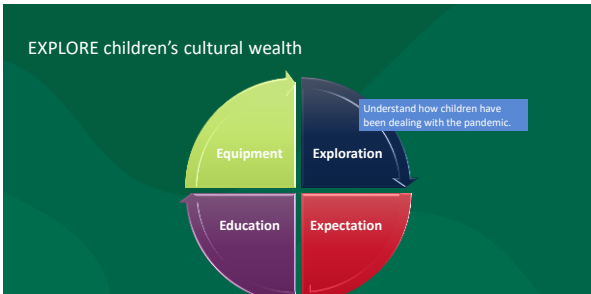 EXPLORE children's cultural wealth
Understand how children have
been dealing with the pandemic.
Equipment
Exploration
Education
Expectation